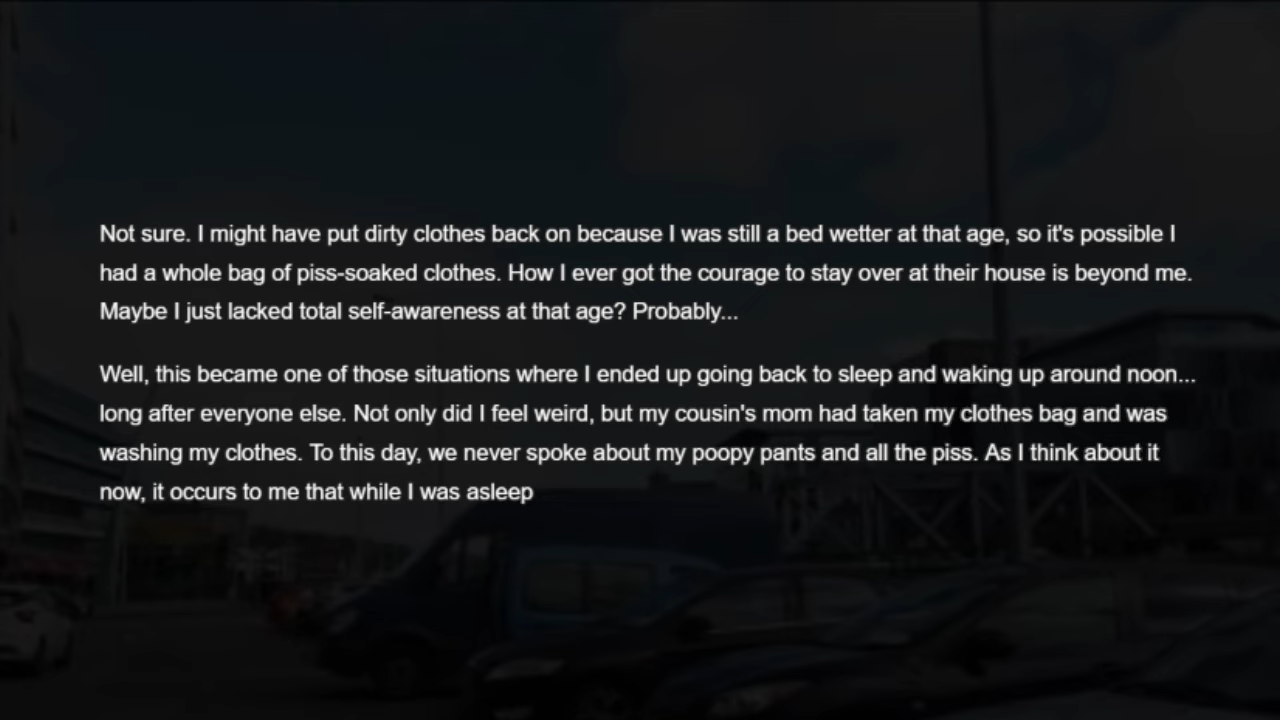 Not sure. I might have put dirty clothes back on because I was still a bed wetter at that age, so it's possible I
had a whole bag of piss-soaked clothes. How I ever got the courage to stay over at their house is beyond me.
Maybe I just lacked total self-awareness at that age? Probably...
Well, this became one of those situations where I ended up going back to sleep and waking up around noon...
long after everyone else. Not only did I feel weird, but my cousin's mom had taken my clothes bag and was
washing my clothes. To this day, we never spoke about my poopy pants and all the piss. As I think about it
now, it occurs to me that while I was asleep